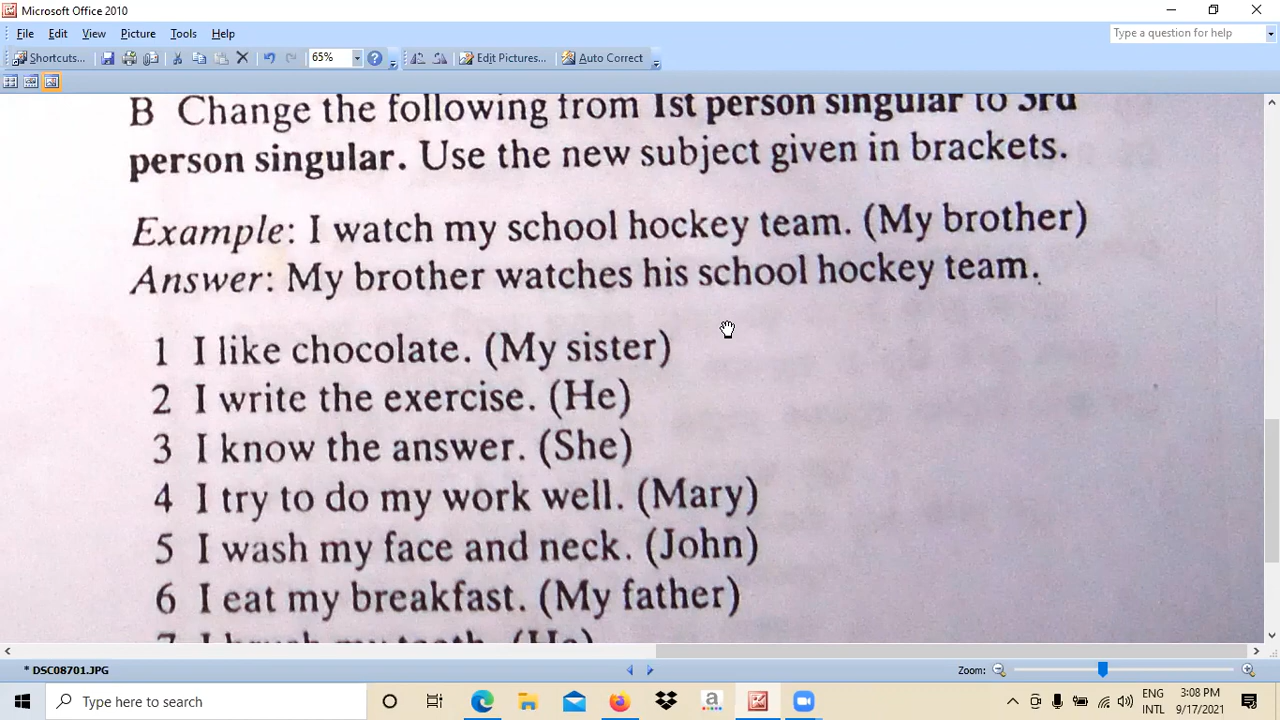 Microsoft Office 2010
File Edit View Picture Tools Help
Type a question for help
Shortcuts... 65% Edit Pictures... Auto Correct
B Change the following from 1st person singular to 3rd
person singular. Use the new subject given in brackets.
Example: I watch my school hockey team. (My brother)
Answer: My brother watches his school hockey team.
1 I like chocolate. (My sister)
2 I write the exercise. (He)
3 I know the answer. (She)
4 I try to do my work well. (Mary)
5 I wash my face and neck. (John)
6 I eat my breakfast. (My father)
7 I brush my teeth. (He)
* DSC08701.JPG
Zoom:
Type here to search
ENG
INTL
3:08 PM
9/17/2021